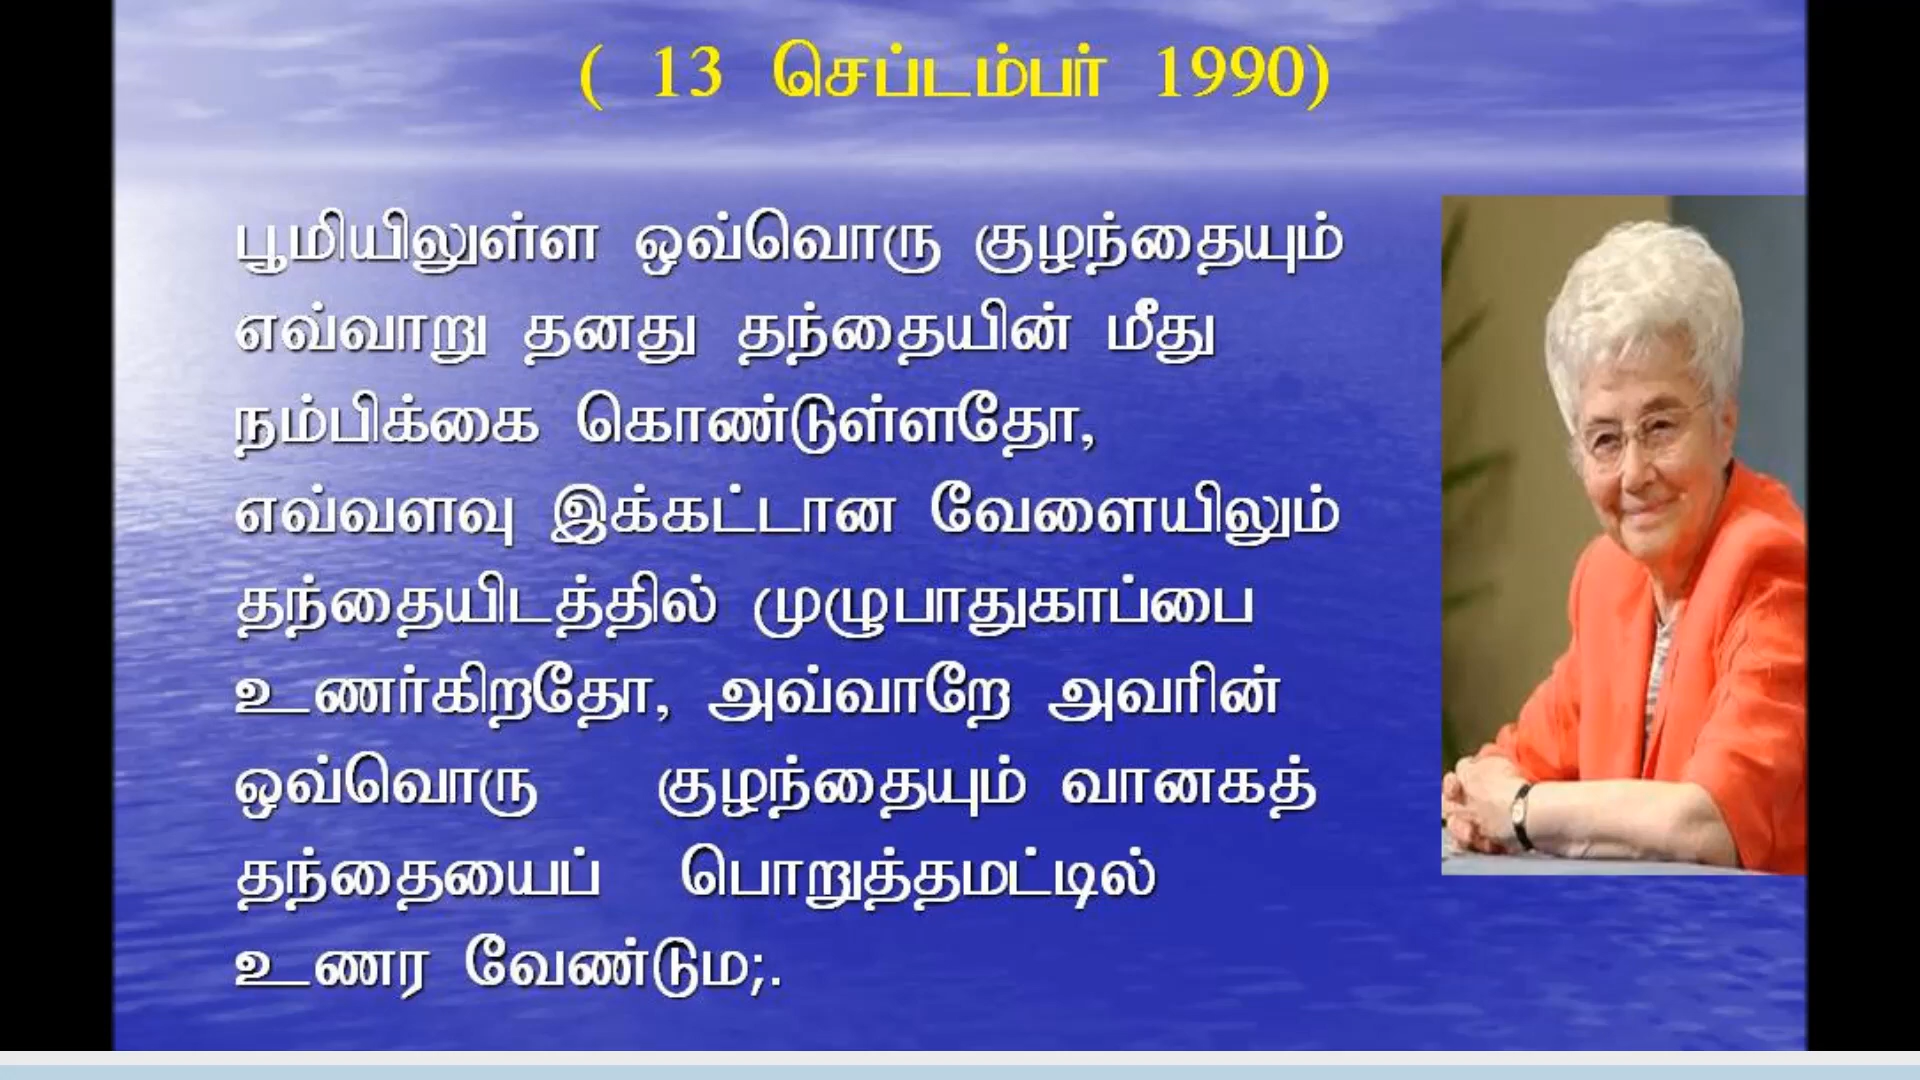 ( 13 செப்டம்பர் 1990)
பூமியிலுள்ள ஒவ்வொரு குழந்தையும்
எவ்வாறு தனது தந்தையின் மீது
நம்பிக்கை கொண்டுள்ளதோ,
எவ்வளவு இக்கட்டான வேளையிலும்
தந்தையிடத்தில் முழுபாதுகாப்பை
உணர்கிறதோ, அவ்வாறே அவரின்
ஒவ்வொரு குழந்தையும் வானகத்
தந்தையைப் பொறுத்தமட்டில்
உணர வேண்டும;.